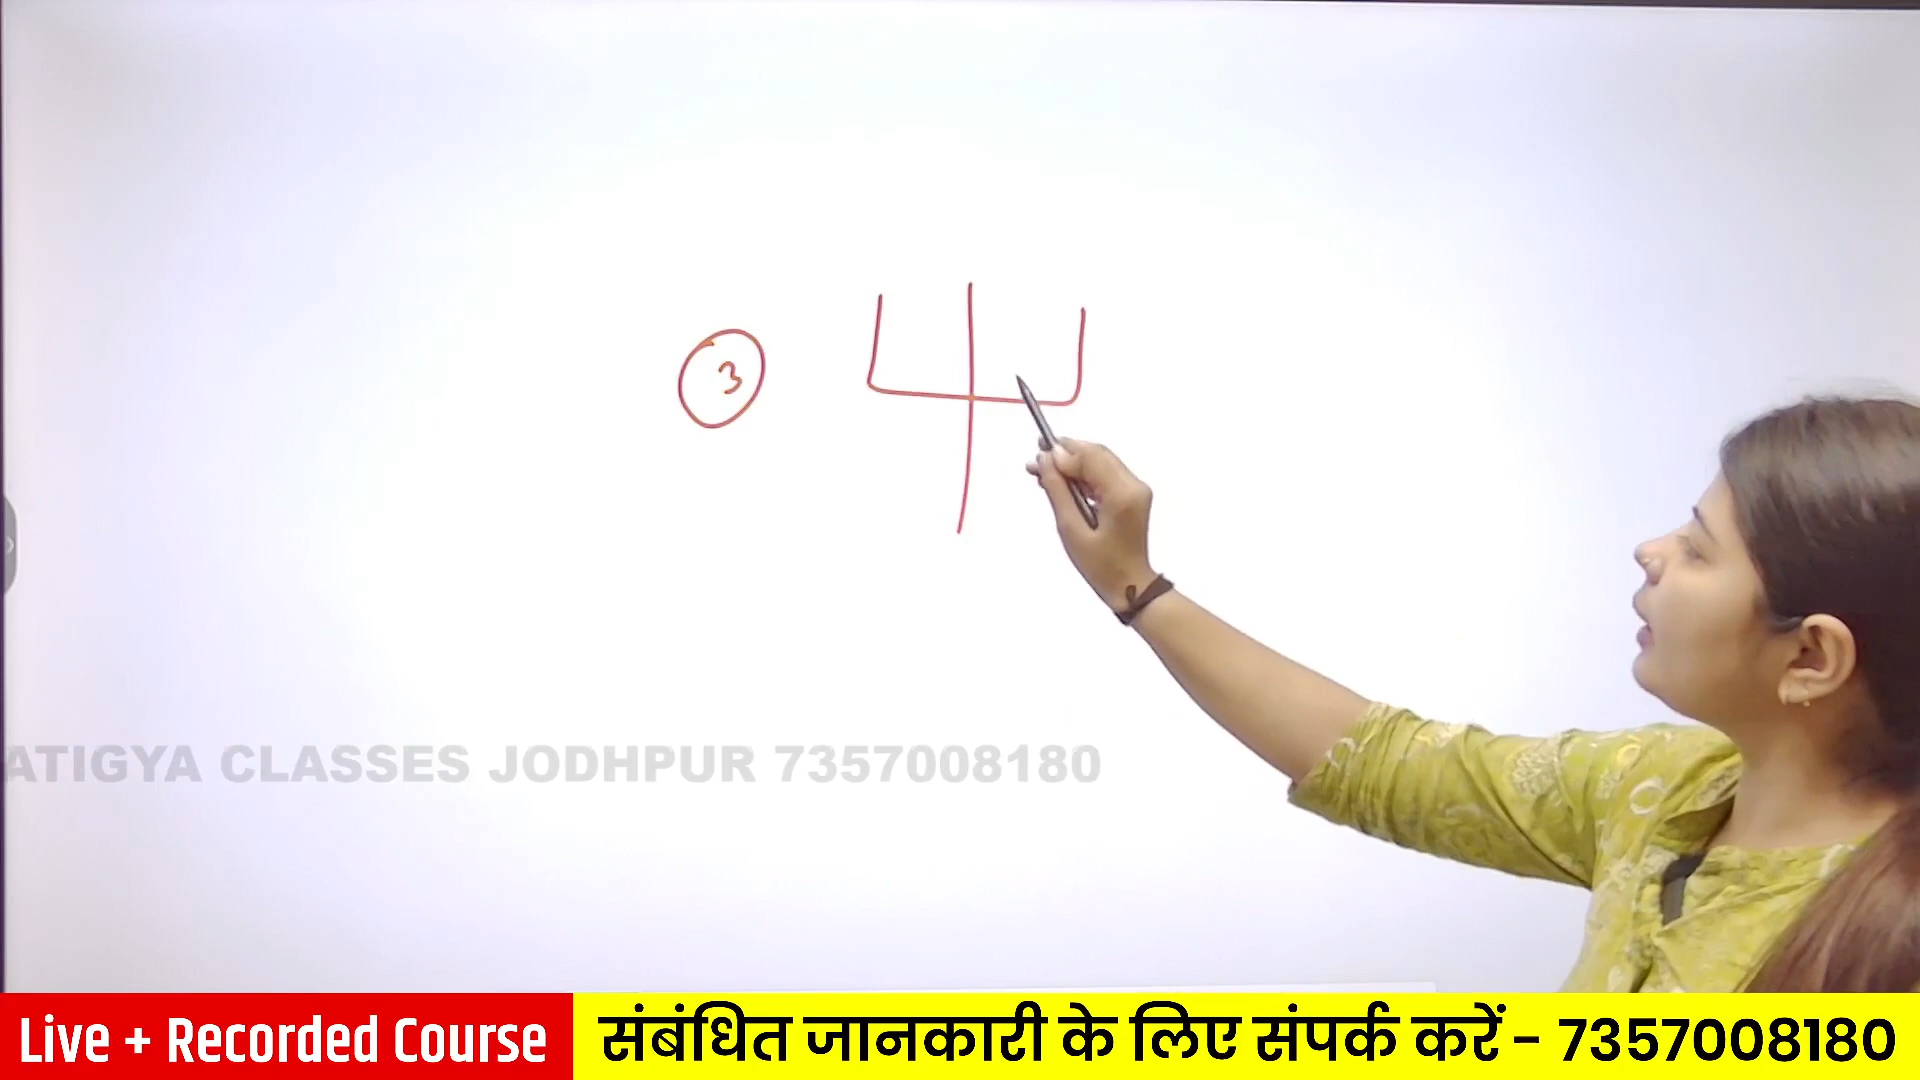 3
ATIGYA CLASSES JODHPUR 7357008180
Live + Recorded Course
संबंधित जानकारी के लिए संपर्क करें - 7357008180